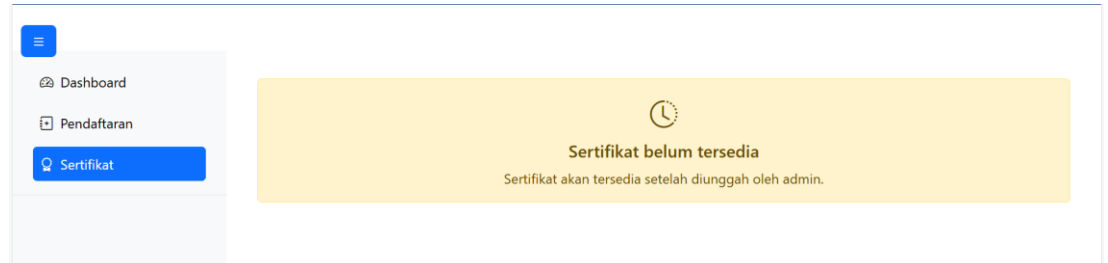 Dashboard
Pendaftaran
Sertifikat
Sertifikat belum tersedia
Sertifikat akan tersedia setelah diunggah oleh admin.